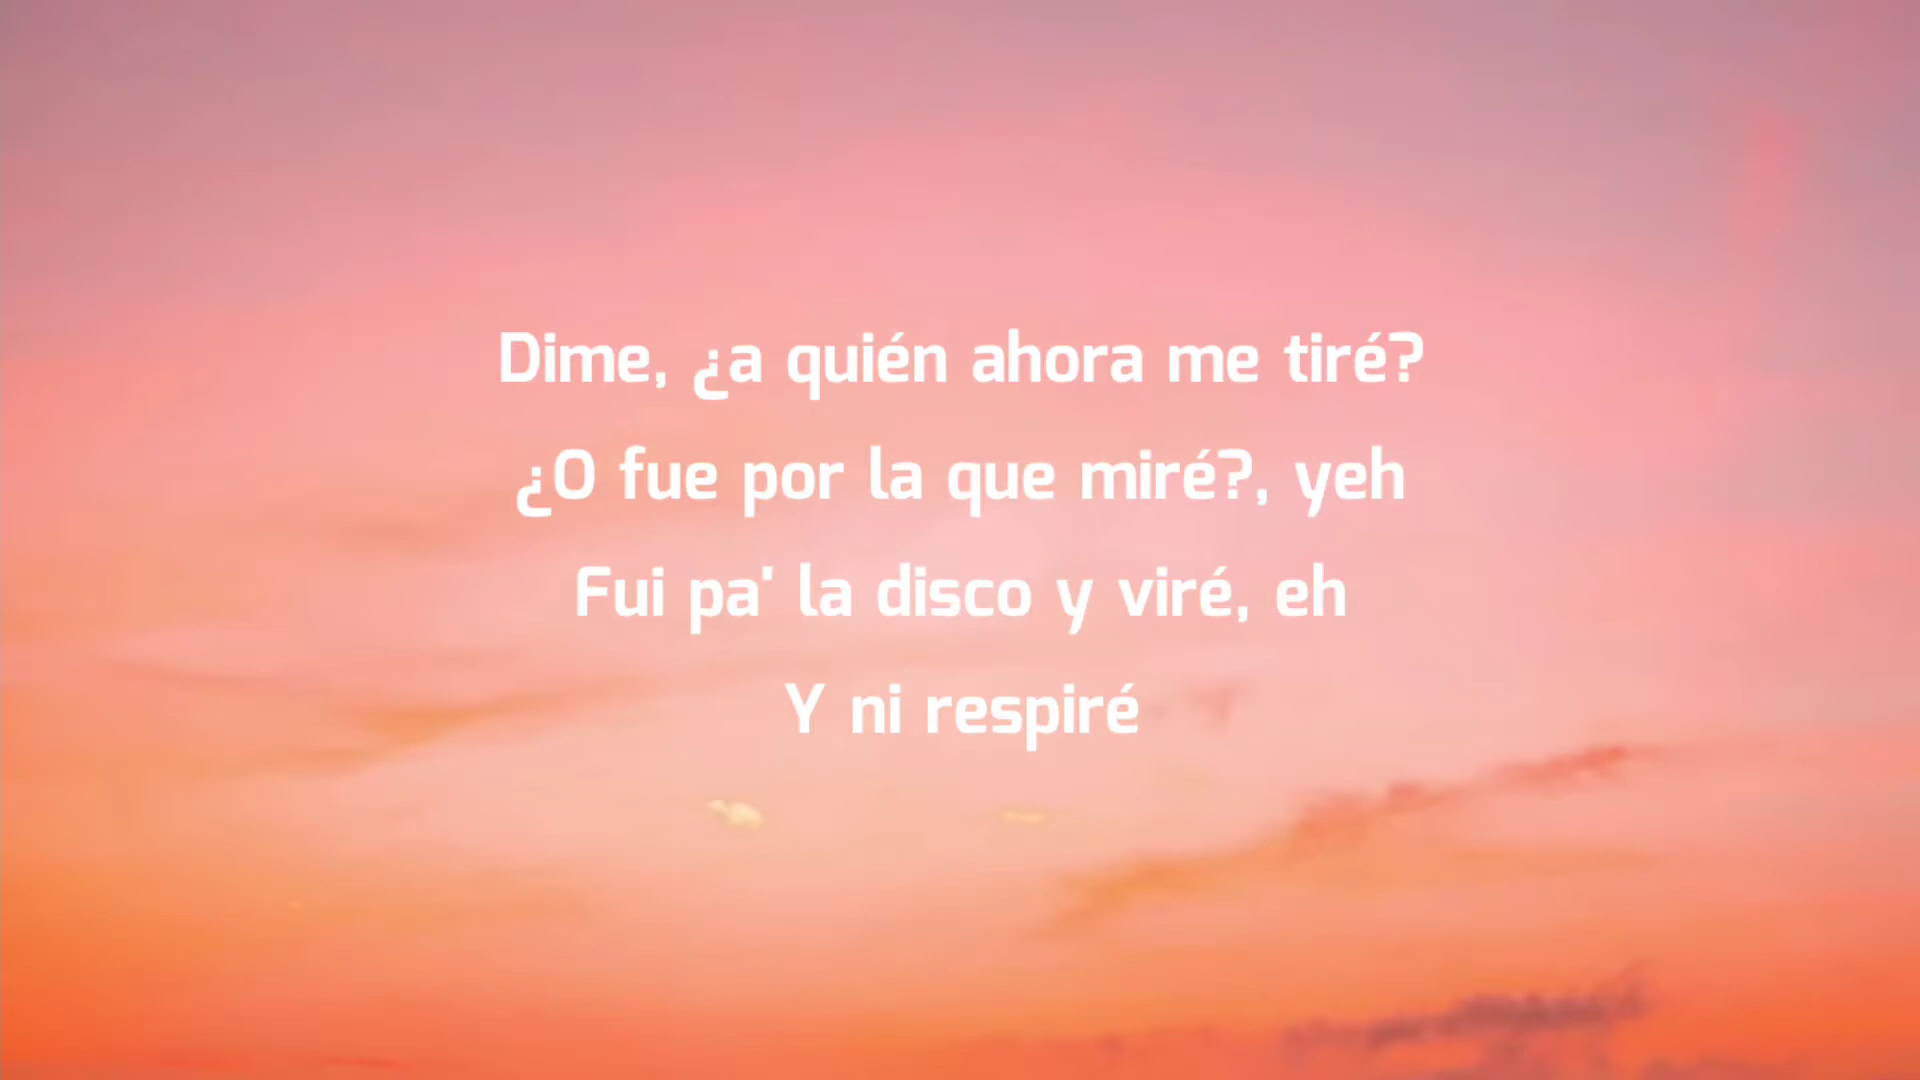 Dime, ¿a quién ahora me tiré?
¿O fue por la que miré?, yeh
Fui pa' la disco y viré, eh
Y ni respiré